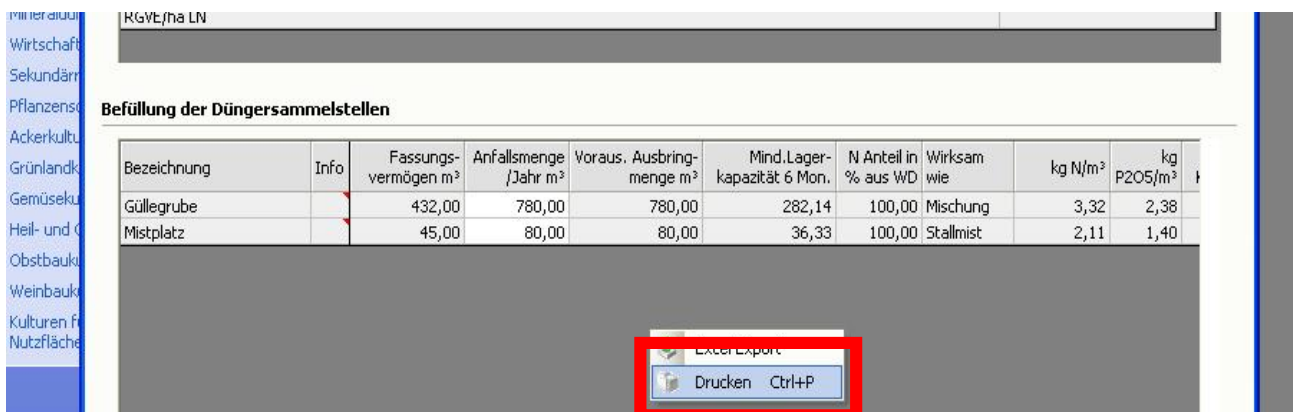 RGVE/ha LN
Wirtschaft
Sekundärr
Befüllung der Düngersammelstellen
Pflanzens
Ackerkultu
Grünlandk
Gemüseku
Heil- und
Obstbauku
Weinbauk
Kulturen f
Nutzfläche
Bezeichnung Info Fassungs- Anfallsmenge Voraus. Ausbring- Mind.Lager- N Anteil in Wirksam kg N/m³ kg
vermögen m³ /Jahr m³ menge m³ kapazität 6 Mon. % aus WD wie P2O5/m³
Güllegrube 432,00 780,00 780,00 282,14 100,00 Mischung 3,32 2,38
Mistplatz 45,00 80,00 80,00 36,33 100,00 Stallmist 2,11 1,40
Excel Export
Drucken Ctrl+P